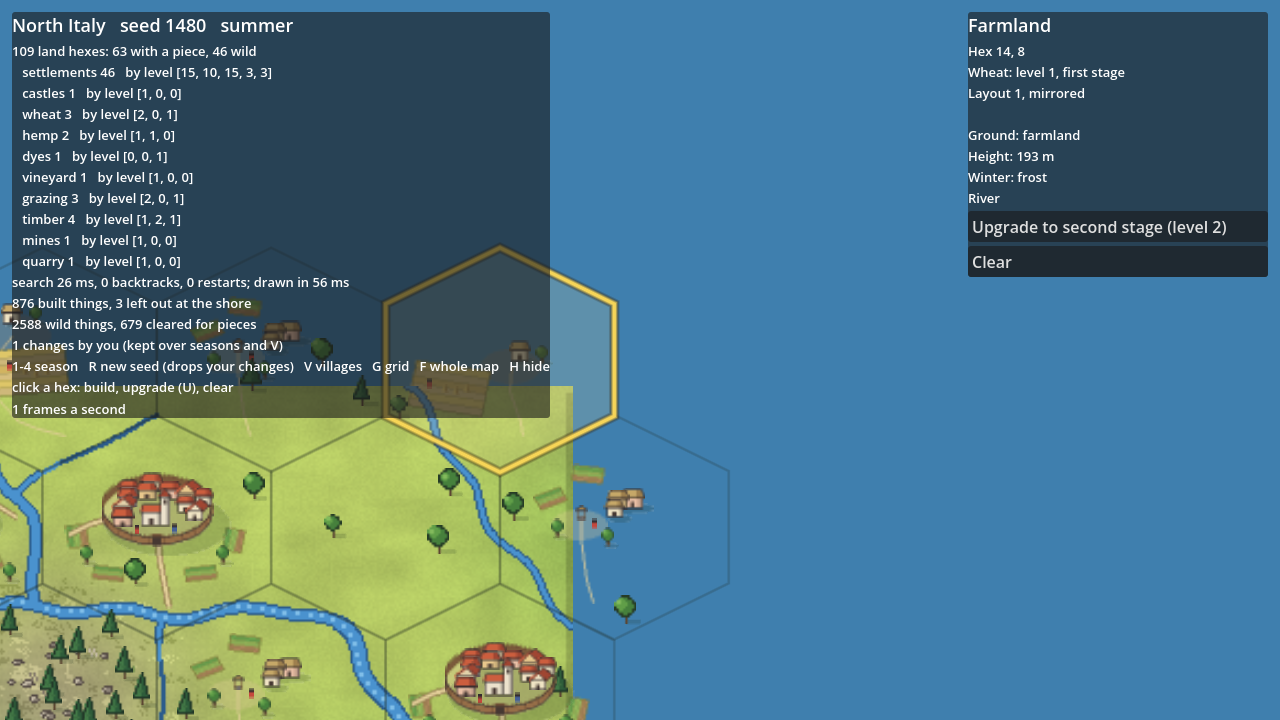 North Italy   seed 1480   summer
109 land hexes: 63 with a piece, 46 wild
settlements 46   by level [15, 10, 15, 3, 3]
castles 1   by level [1, 0, 0]
wheat 3   by level [2, 0, 1]
hemp 2   by level [1, 1, 0]
dyes 1   by level [0, 0, 1]
vineyard 1   by level [1, 0, 0]
grazing 3   by level [2, 0, 1]
timber 4   by level [1, 2, 1]
mines 1   by level [1, 0, 0]
quarry 1   by level [1, 0, 0]
search 26 ms, 0 backtracks, 0 restarts; drawn in 56 ms
876 built things, 3 left out at the shore
2588 wild things, 679 cleared for pieces
1 changes by you (kept over seasons and V)
1-4 season   R new seed (drops your changes)   V villages   G grid   F whole map   H hide
click a hex: build, upgrade (U), clear
1 frames a second
Farmland
Hex 14, 8
Wheat: level 1, first stage
Layout 1, mirrored
Ground: farmland
Height: 193 m
Winter: frost
River
Upgrade to second stage (level 2)
Clear